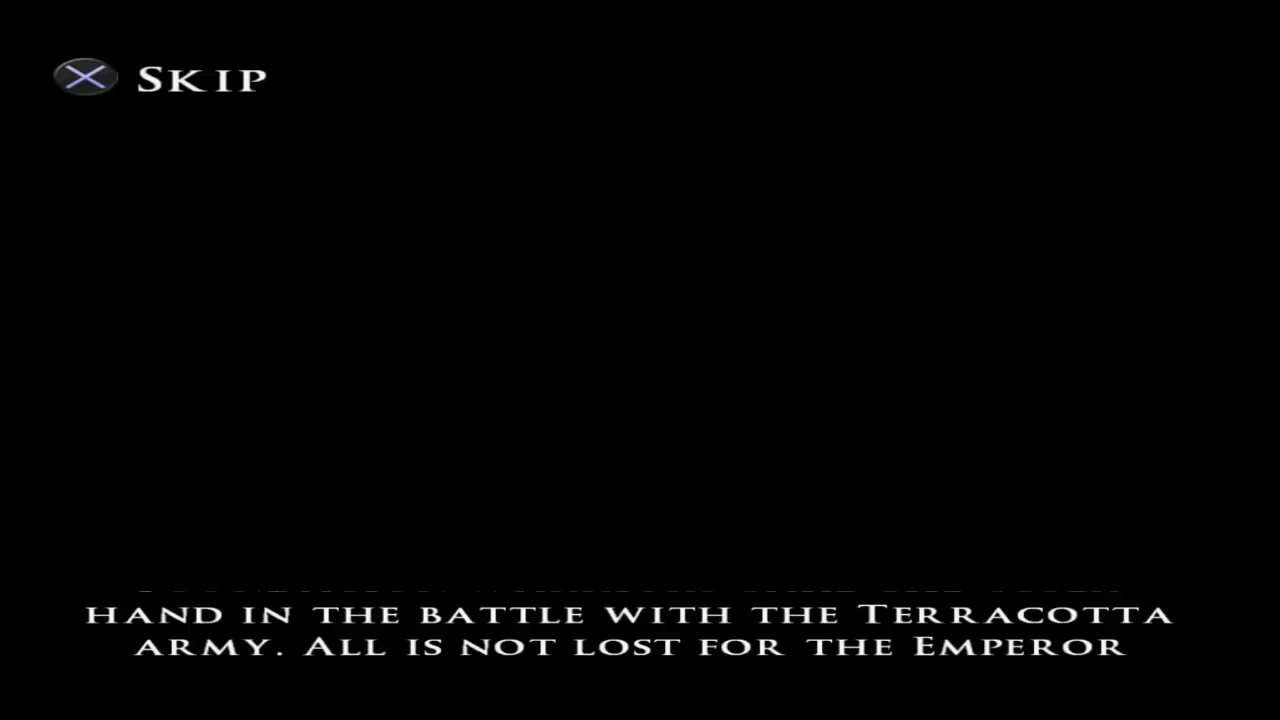 Skip
hand in the battle with the Terracotta
army. All is not lost for the Emperor